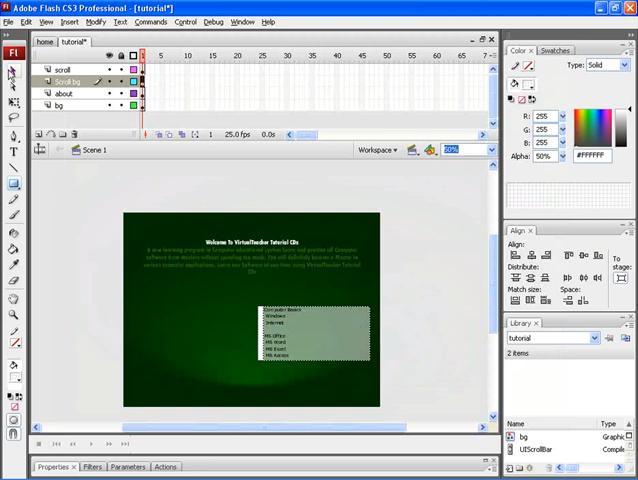 Adobe Flash CS3 Professional - [tutorial*]
File Edit View Insert Modify Text Commands Control Debug Window Help
Fl
home tutorial*
1 5 10 15 20 25 30 35 40 45 50 55 60 65 7
scroll
Scroll bg
about
bg
1 25.0 fps 0.0s
Scene 1
Workspace
50%
Welcome To VirtualTeacher Tutorial CDs
Computer Basics
Windows
Internet
MS Office
MS Word
MS Excel
MS Access
Properties Filters Parameters Actions
Color Swatches
Type: Solid
R: 255
G: 255
B: 255
Alpha: 50% #FFFFFF
Align
Align:
Distribute:
Match size: Space:
To stage:
Library
tutorial
2 items
Name Type
bg Graphic
UIScrollBar Compile